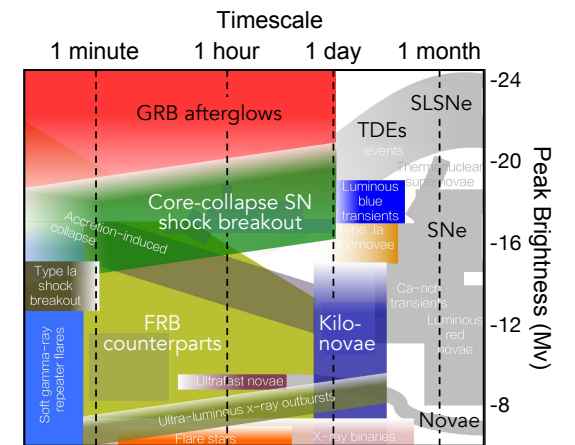 Timescale
1 minute
1 hour
1 day
1 month
-24
GRB afterglows
SLSNe
TDEs
events
-20
Thermonuclear
supernovae
Core-collapse SN
shock breakout
Luminous
blue
transients
Accretion-induced
collapse
Type .Ia
supernovae
SNe
-16
Type Ia
shock
breakout
Ca-rich
transients
FRB
counterparts
Kilo-
novae
Luminous
red
novae
-12
Soft gamma-ray
repeater flares
Ultrafast novae
Ultra-luminous x-ray outbursts
-8
Novae
Flare stars
X-ray binaries
Peak Brightness (Mv)